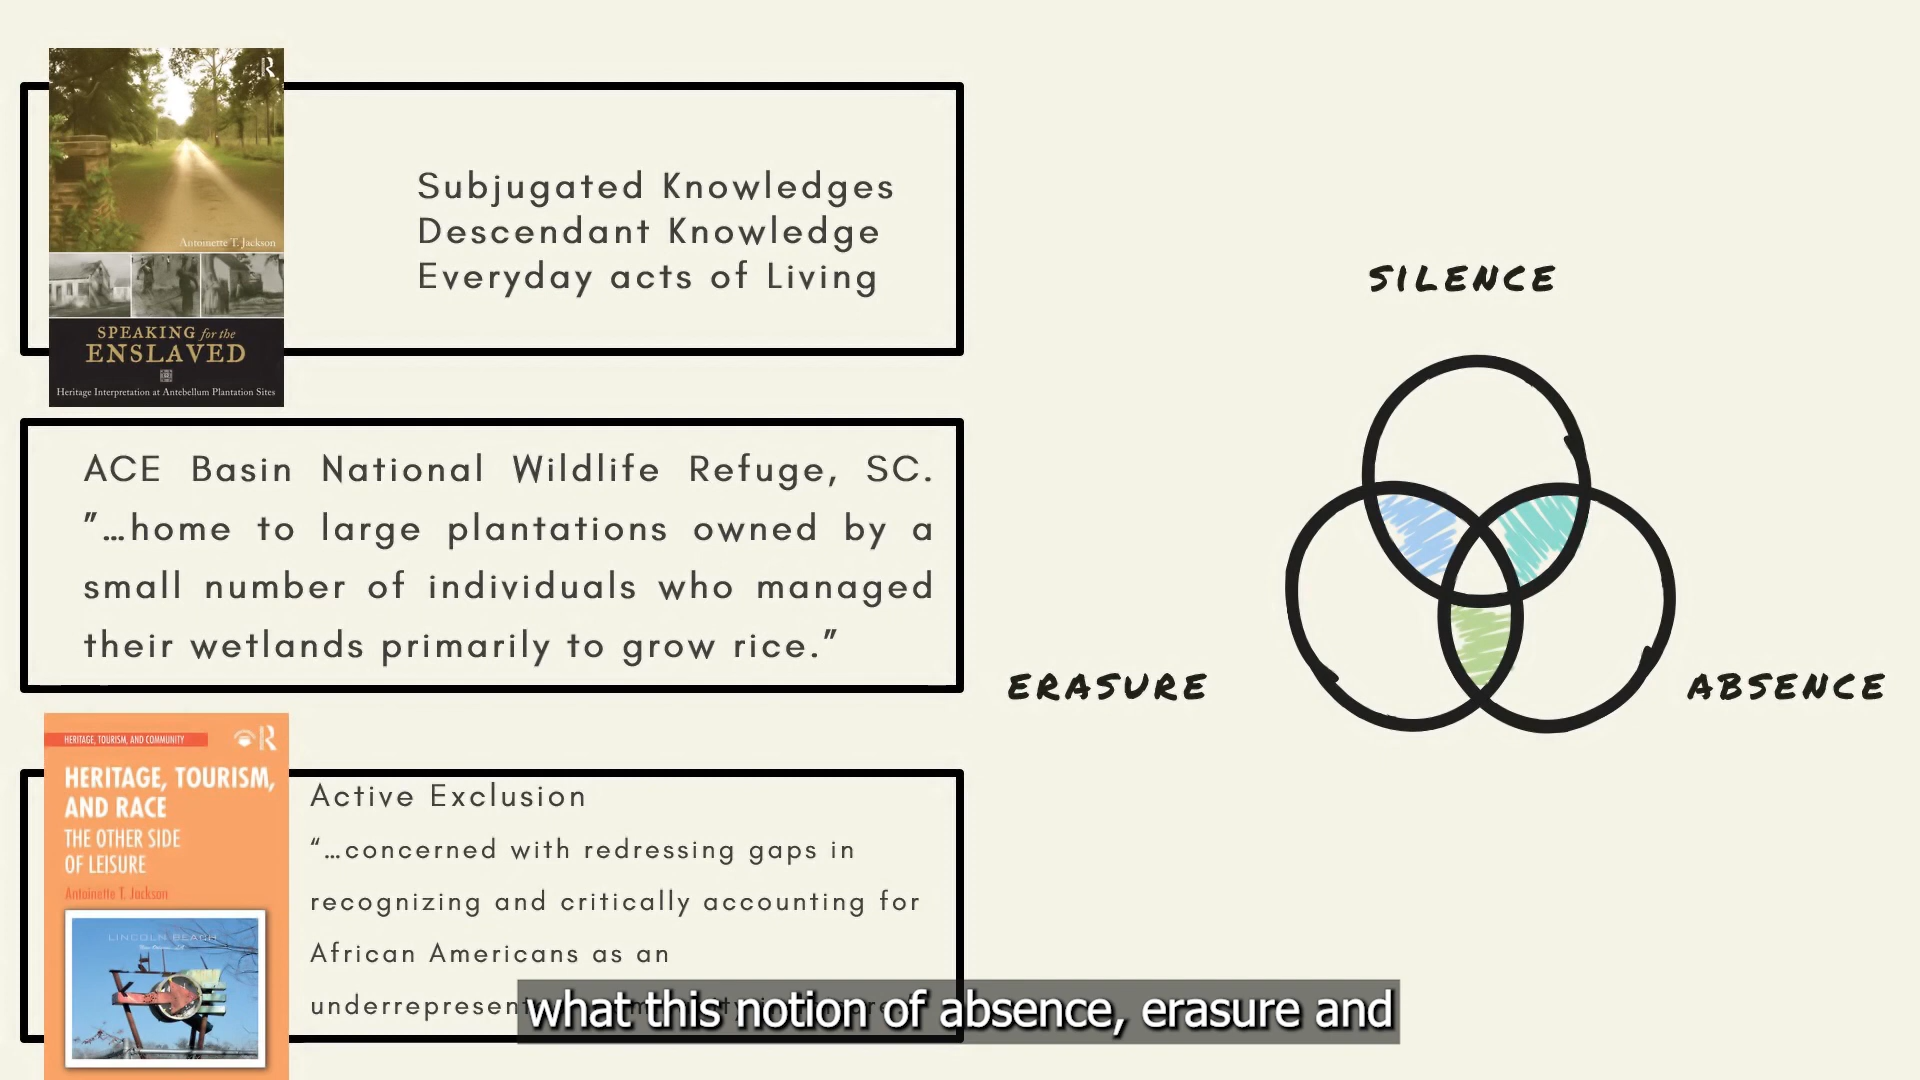 R
Antoinette T. Jackson
SPEAKING for the
ENSLAVED
Heritage Interpretation at Antebellum Plantation Sites
Subjugated Knowledges
Descendant Knowledge
Everyday acts of Living
ACE Basin National Wildlife Refuge, SC.
"...home to large plantations owned by a
small number of individuals who managed
their wetlands primarily to grow rice."
HERITAGE, TOURISM, AND COMMUNITY
R
HERITAGE, TOURISM,
AND RACE
THE OTHER SIDE
OF LEISURE
Antoinette T. Jackson
LINCOLN BEACH
Active Exclusion
“...concerned with redressing gaps in
recognizing and critically accounting for
African Americans as an
SILENCE
ERASURE
ABSENCE
what this notion of absence, erasure and